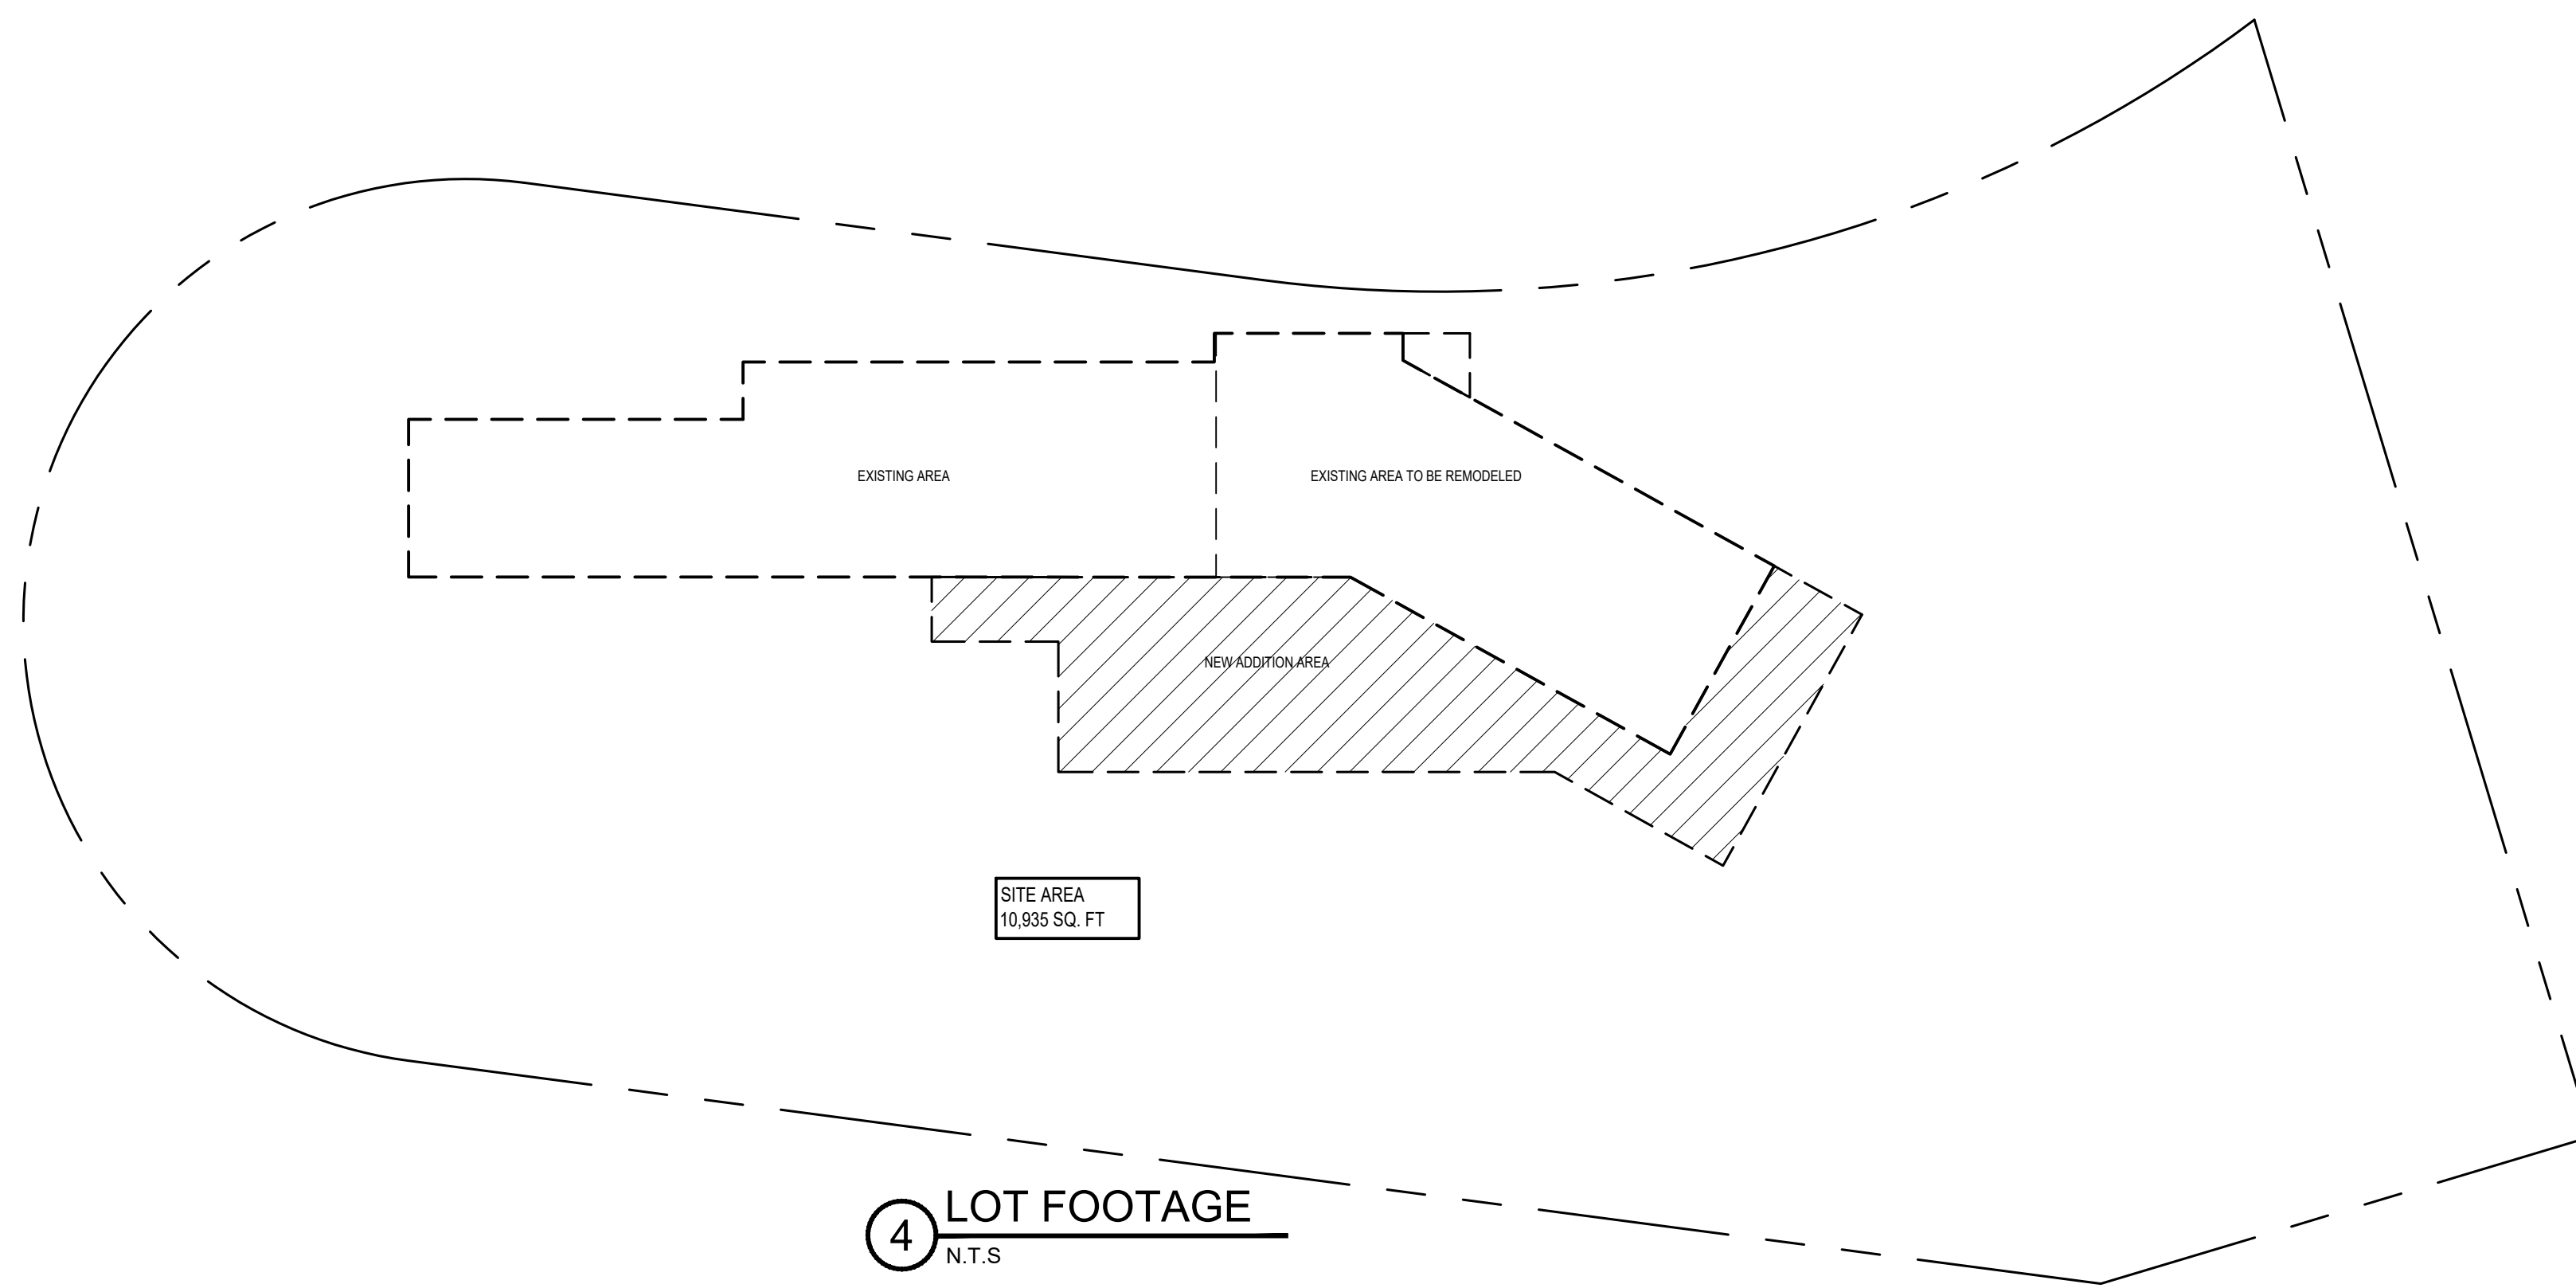 EXISTING AREA
EXISTING AREA TO BE REMODELED
NEW ADDITION AREA
SITE AREA
10,935 SQ. FT
4
LOT FOOTAGE
N.T.S